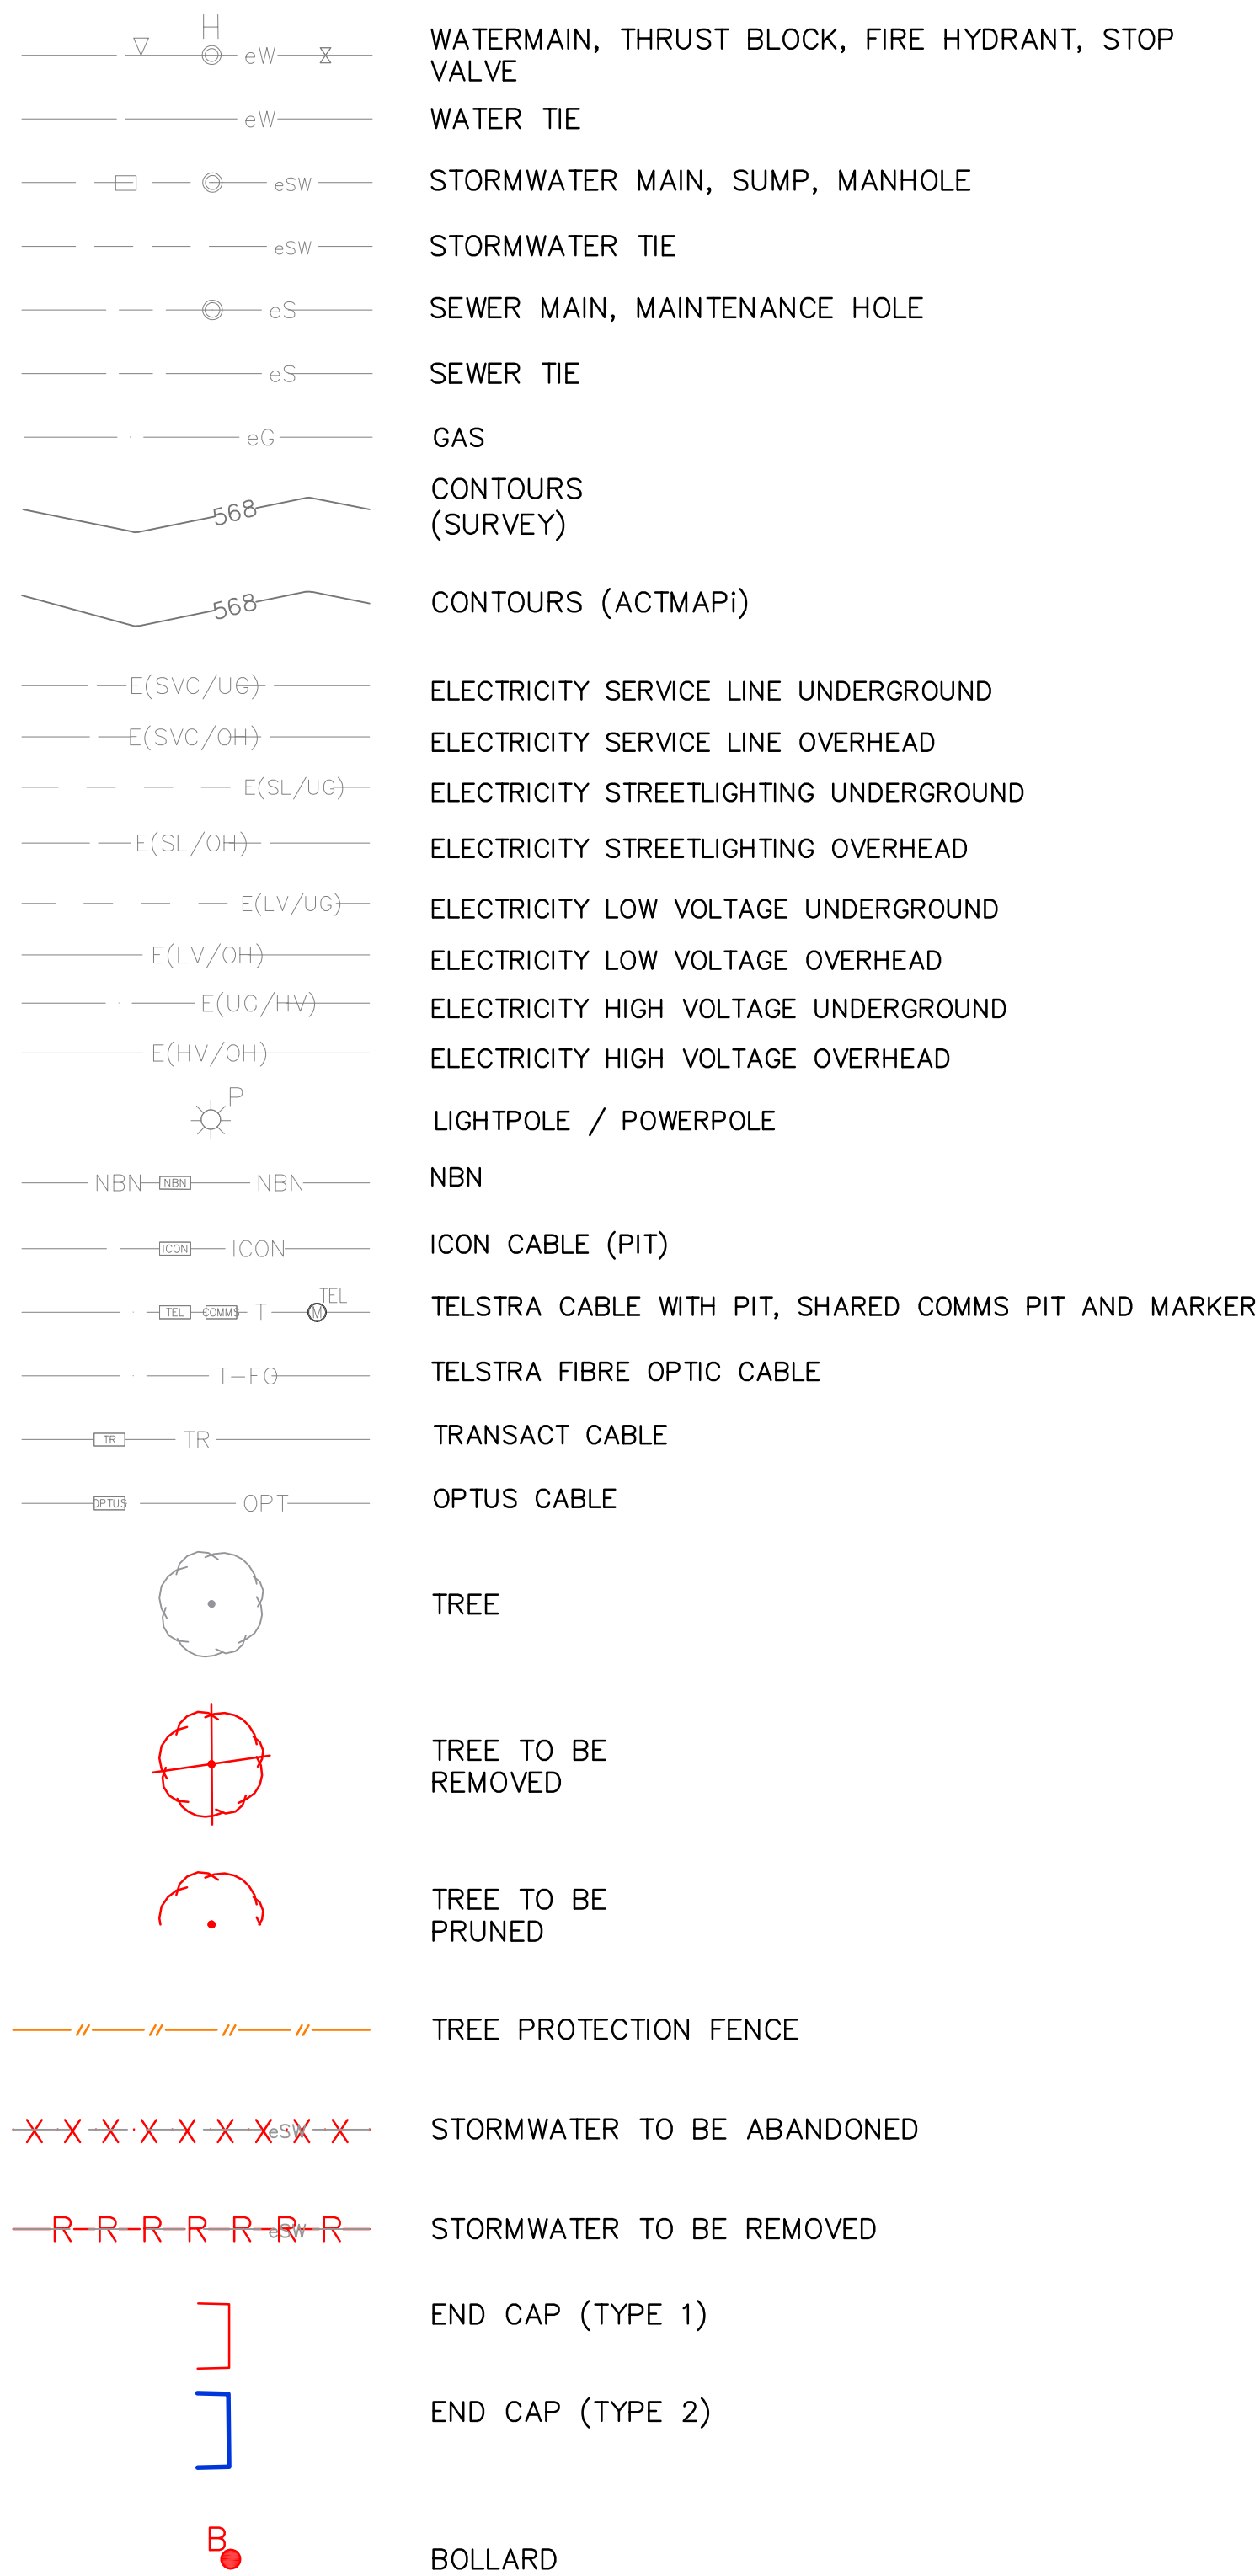 H
eW
WATERMAIN, THRUST BLOCK, FIRE HYDRANT, STOP
VALVE
eW
WATER TIE
eSW
STORMWATER MAIN, SUMP, MANHOLE
eSW
STORMWATER TIE
eS
SEWER MAIN, MAINTENANCE HOLE
eS
SEWER TIE
eG
GAS
568
CONTOURS
(SURVEY)
568
CONTOURS (ACTMAPi)
E(SVC/UG)
ELECTRICITY SERVICE LINE UNDERGROUND
E(SVC/OH)
ELECTRICITY SERVICE LINE OVERHEAD
E(SL/UG)
ELECTRICITY STREETLIGHTING UNDERGROUND
E(SL/OH)
ELECTRICITY STREETLIGHTING OVERHEAD
E(LV/UG)
ELECTRICITY LOW VOLTAGE UNDERGROUND
E(LV/OH)
ELECTRICITY LOW VOLTAGE OVERHEAD
E(UG/HV)
ELECTRICITY HIGH VOLTAGE UNDERGROUND
E(HV/OH)
ELECTRICITY HIGH VOLTAGE OVERHEAD
P
LIGHTPOLE / POWERPOLE
NBN NBN NBN
NBN
ICON ICON
ICON CABLE (PIT)
TEL COMMS T M TEL
TELSTRA CABLE WITH PIT, SHARED COMMS PIT AND MARKER
T-FO
TELSTRA FIBRE OPTIC CABLE
TR TR
TRANSACT CABLE
OPTUS OPT
OPTUS CABLE
TREE
TREE TO BE
REMOVED
TREE TO BE
PRUNED
TREE PROTECTION FENCE
X X X X X X X X X eSW
STORMWATER TO BE ABANDONED
R R R R R R R eSW
STORMWATER TO BE REMOVED
END CAP (TYPE 1)
END CAP (TYPE 2)
B
BOLLARD